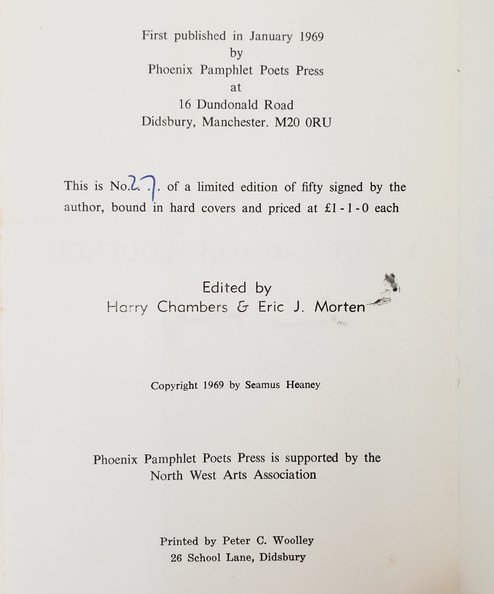 First published in January 1969
by
Phoenix Pamphlet Poets Press
at
16 Dundonald Road
Didsbury, Manchester. M20 0RU
This is No. 27. of a limited edition of fifty signed by the
author, bound in hard covers and priced at £1-1-0 each
Edited by
Harry Chambers & Eric J. Morten
Copyright 1969 by Seamus Heaney
Phoenix Pamphlet Poets Press is supported by the
North West Arts Association
Printed by Peter C. Woolley
26 School Lane, Didsbury